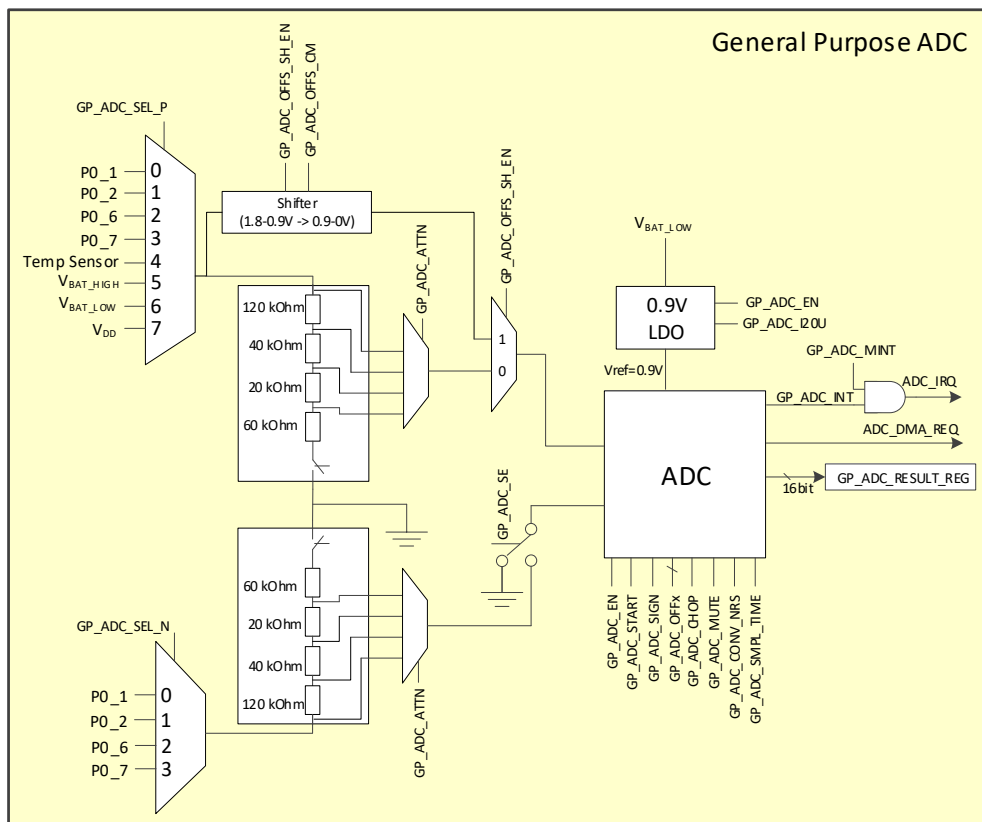 General Purpose ADC
GP_ADC_SEL_P
P0_1
P0_2
P0_6
P0_7
Temp Sensor
VBAT_HIGH
VBAT_LOW
VDD
0
1
2
3
4
5
6
7
GP_ADC_OFFS_SH_EN
GP_ADC_OFFS_CM
Shifter
(1.8-0.9V -> 0.9-0V)
120 kOhm
40 kOhm
20 kOhm
60 kOhm
GP_ADC_ATTN
GP_ADC_OFFS_SH_EN
1
0
VBAT_LOW
0.9V
LDO
GP_ADC_EN
GP_ADC_I20U
Vref=0.9V
GP_ADC_MINT
GP_ADC_INT
ADC_IRQ
ADC_DMA_REQ
ADC
16bit
GP_ADC_RESULT_REG
GP_ADC_SE
60 kOhm
20 kOhm
40 kOhm
120 kOhm
GP_ADC_ATTN
GP_ADC_SEL_N
P0_1
P0_2
P0_6
P0_7
0
1
2
3
GP_ADC_EN
GP_ADC_START
GP_ADC_SIGN
GP_ADC_OFFx
GP_ADC_CHOP
GP_ADC_MUTE
GP_ADC_CONV_NRS
GP_ADC_SMPL_TIME